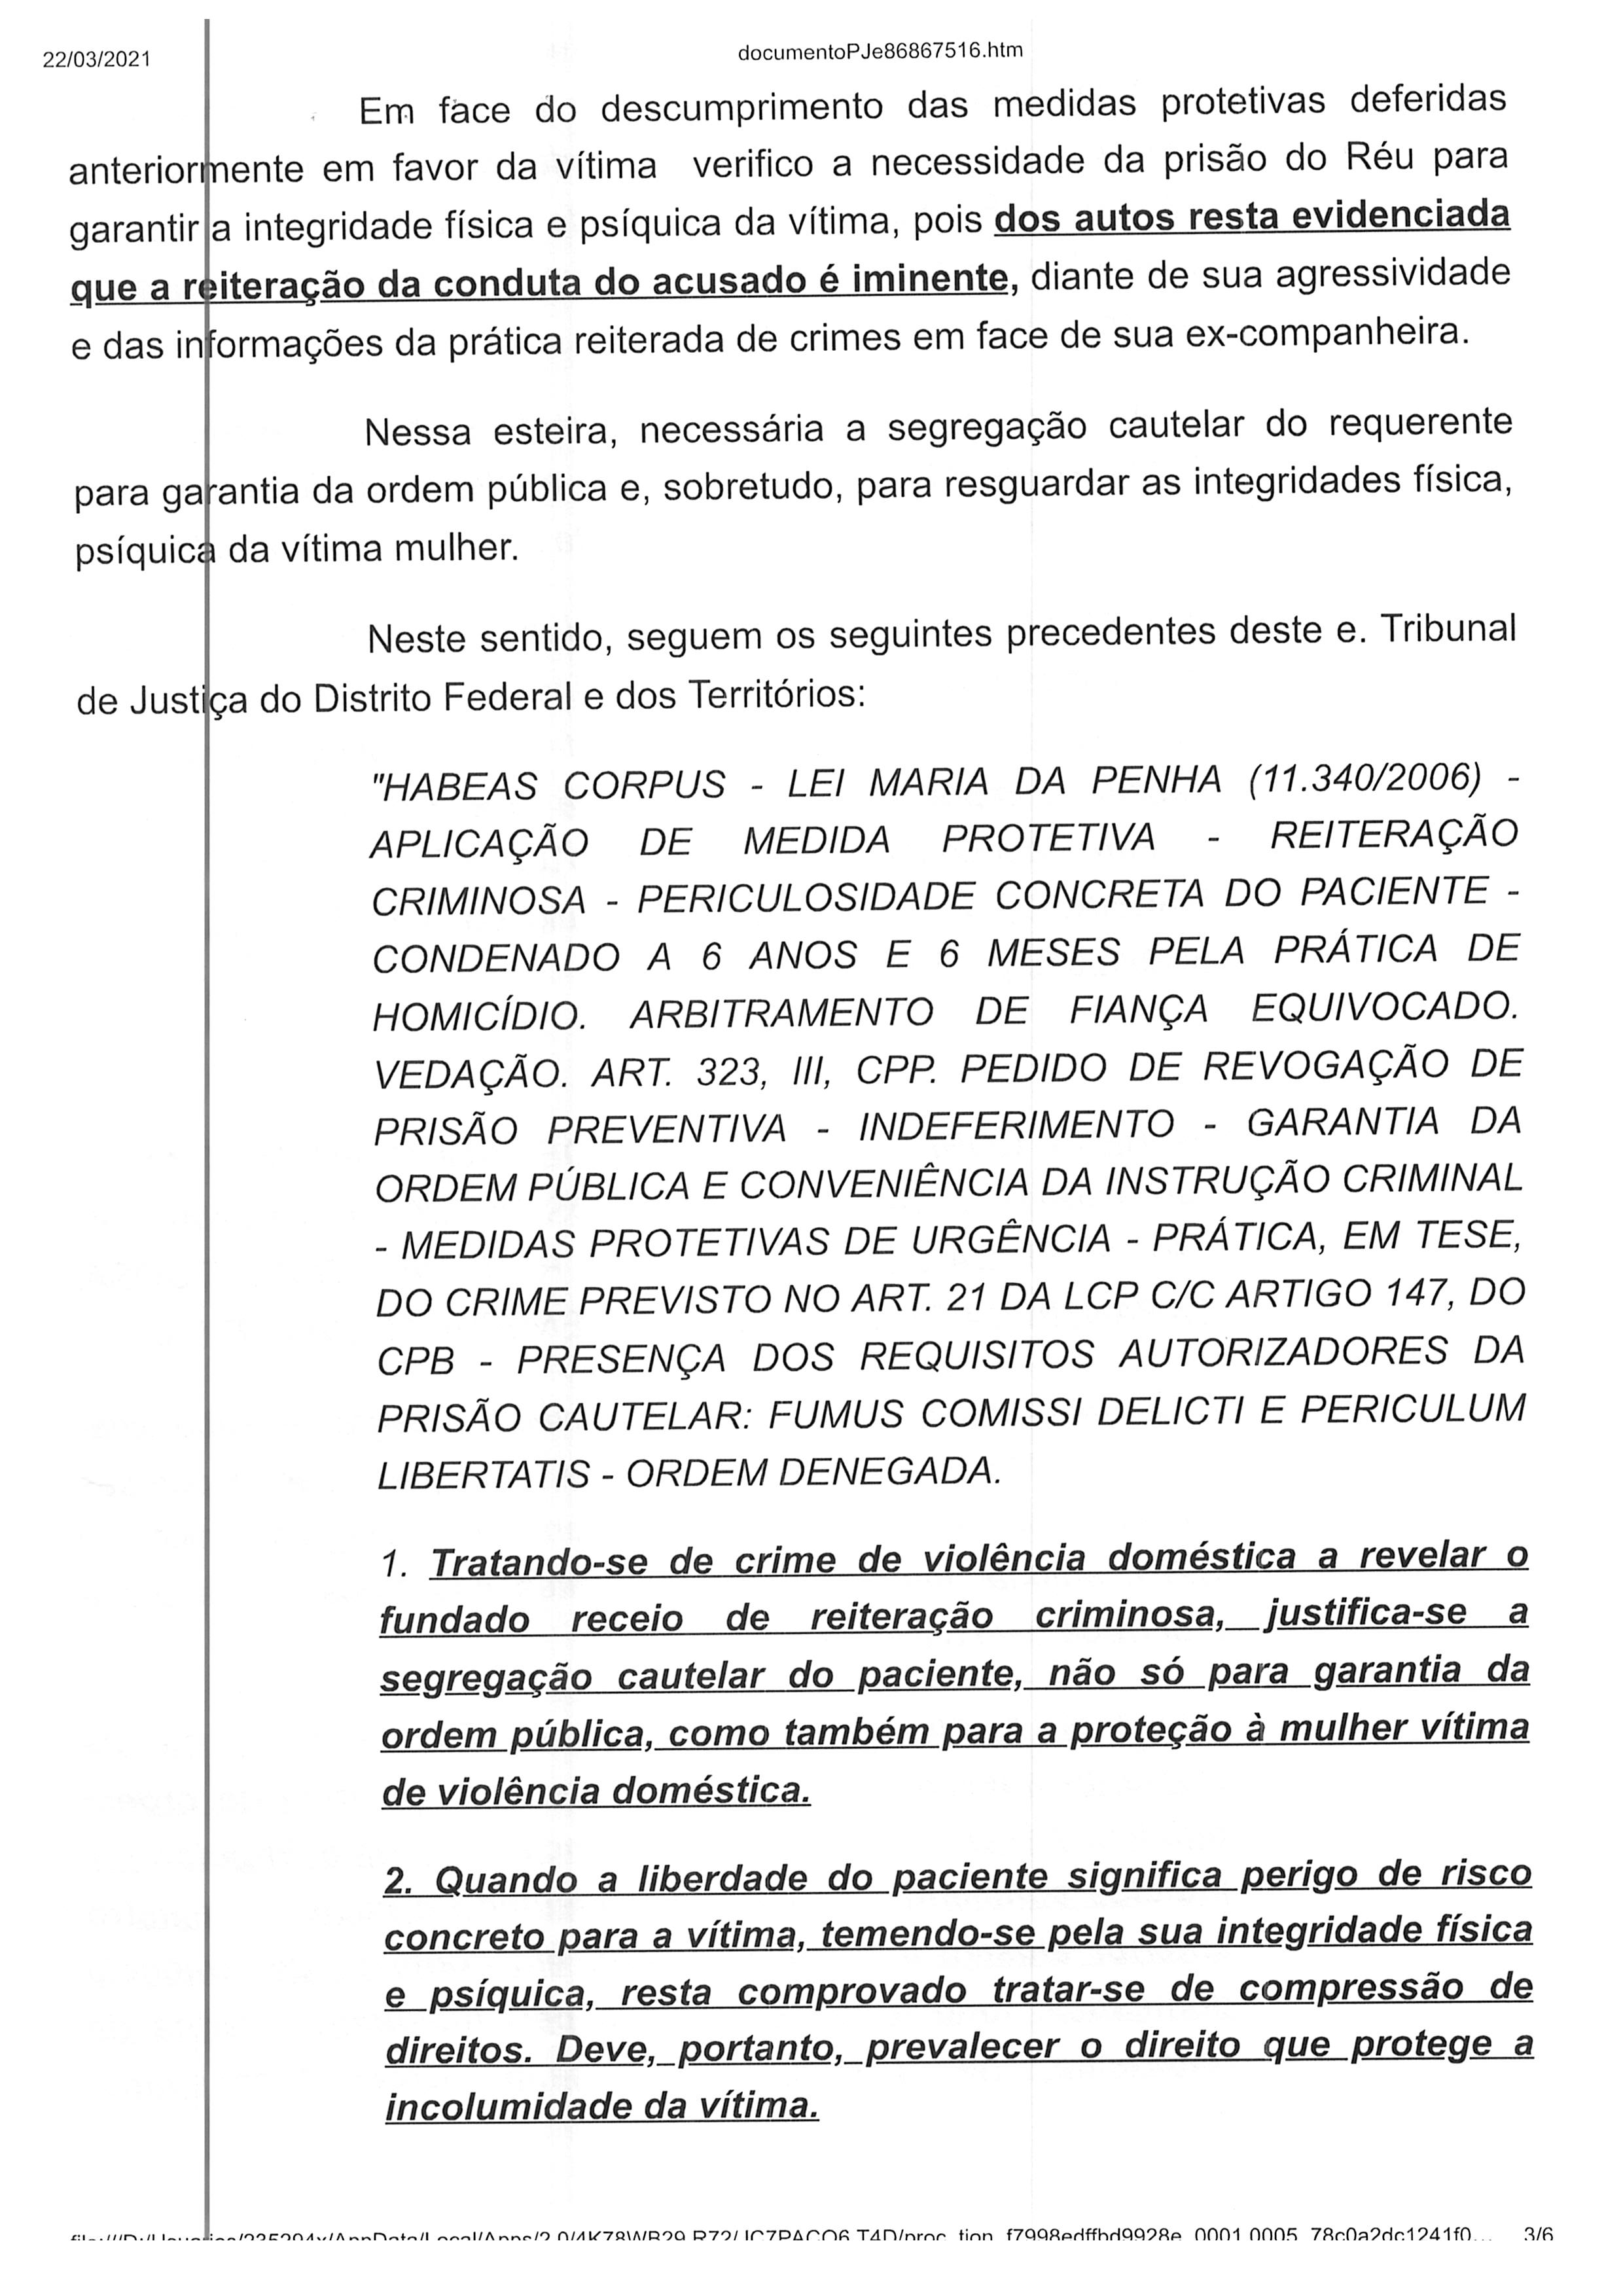 22/03/2021
documentoPJe86867516.htm
Em face do descumprimento das medidas protetivas deferidas
anteriormente em favor da vítima verifico a necessidade da prisão do Réu para
garantir a integridade física e psíquica da vítima, pois dos autos resta evidenciada
que a reiteração da conduta do acusado é iminente, diante de sua agressividade
e das informações da prática reiterada de crimes em face de sua ex-companheira.
Nessa esteira, necessária a segregação cautelar do requerente
para garantia da ordem pública e, sobretudo, para resguardar as integridades física,
psíquica da vítima mulher.
Neste sentido, seguem os seguintes precedentes deste e. Tribunal
de Justiça do Distrito Federal e dos Territórios:
"HABEAS CORPUS - LEI MARIA DA PENHA (11.340/2006) -
APLICAÇÃO DE MEDIDA PROTETIVA - REITERAÇÃO
CRIMINOSA - PERICULOSIDADE CONCRETA DO PACIENTE -
CONDENADO A 6 ANOS E 6 MESES PELA PRÁTICA DE
HOMICÍDIO. ARBITRAMENTO DE FIANÇA EQUIVOCADO.
VEDAÇÃO. ART. 323, III, CPP. PEDIDO DE REVOGAÇÃO DE
PRISÃO PREVENTIVA - INDEFERIMENTO - GARANTIA DA
ORDEM PÚBLICA E CONVENIÊNCIA DA INSTRUÇÃO CRIMINAL
- MEDIDAS PROTETIVAS DE URGÊNCIA - PRÁTICA, EM TESE,
DO CRIME PREVISTO NO ART. 21 DA LCP C/C ARTIGO 147, DO
CPB - PRESENÇA DOS REQUISITOS AUTORIZADORES DA
PRISÃO CAUTELAR: FUMUS COMISSI DELICTI E PERICULUM
LIBERTATIS - ORDEM DENEGADA.
1. Tratando-se de crime de violência doméstica a revelar o
fundado receio de reiteração criminosa, justifica-se a
segregação cautelar do paciente, não só para garantia da
ordem pública, como também para a proteção à mulher vítima
de violência doméstica.
2. Quando a liberdade do paciente significa perigo de risco
concreto para a vítima, temendo-se pela sua integridade física
e psíquica, resta comprovado tratar-se de compressão de
direitos. Deve, portanto, prevalecer o direito que protege a
incolumidade da vítima.
3/6